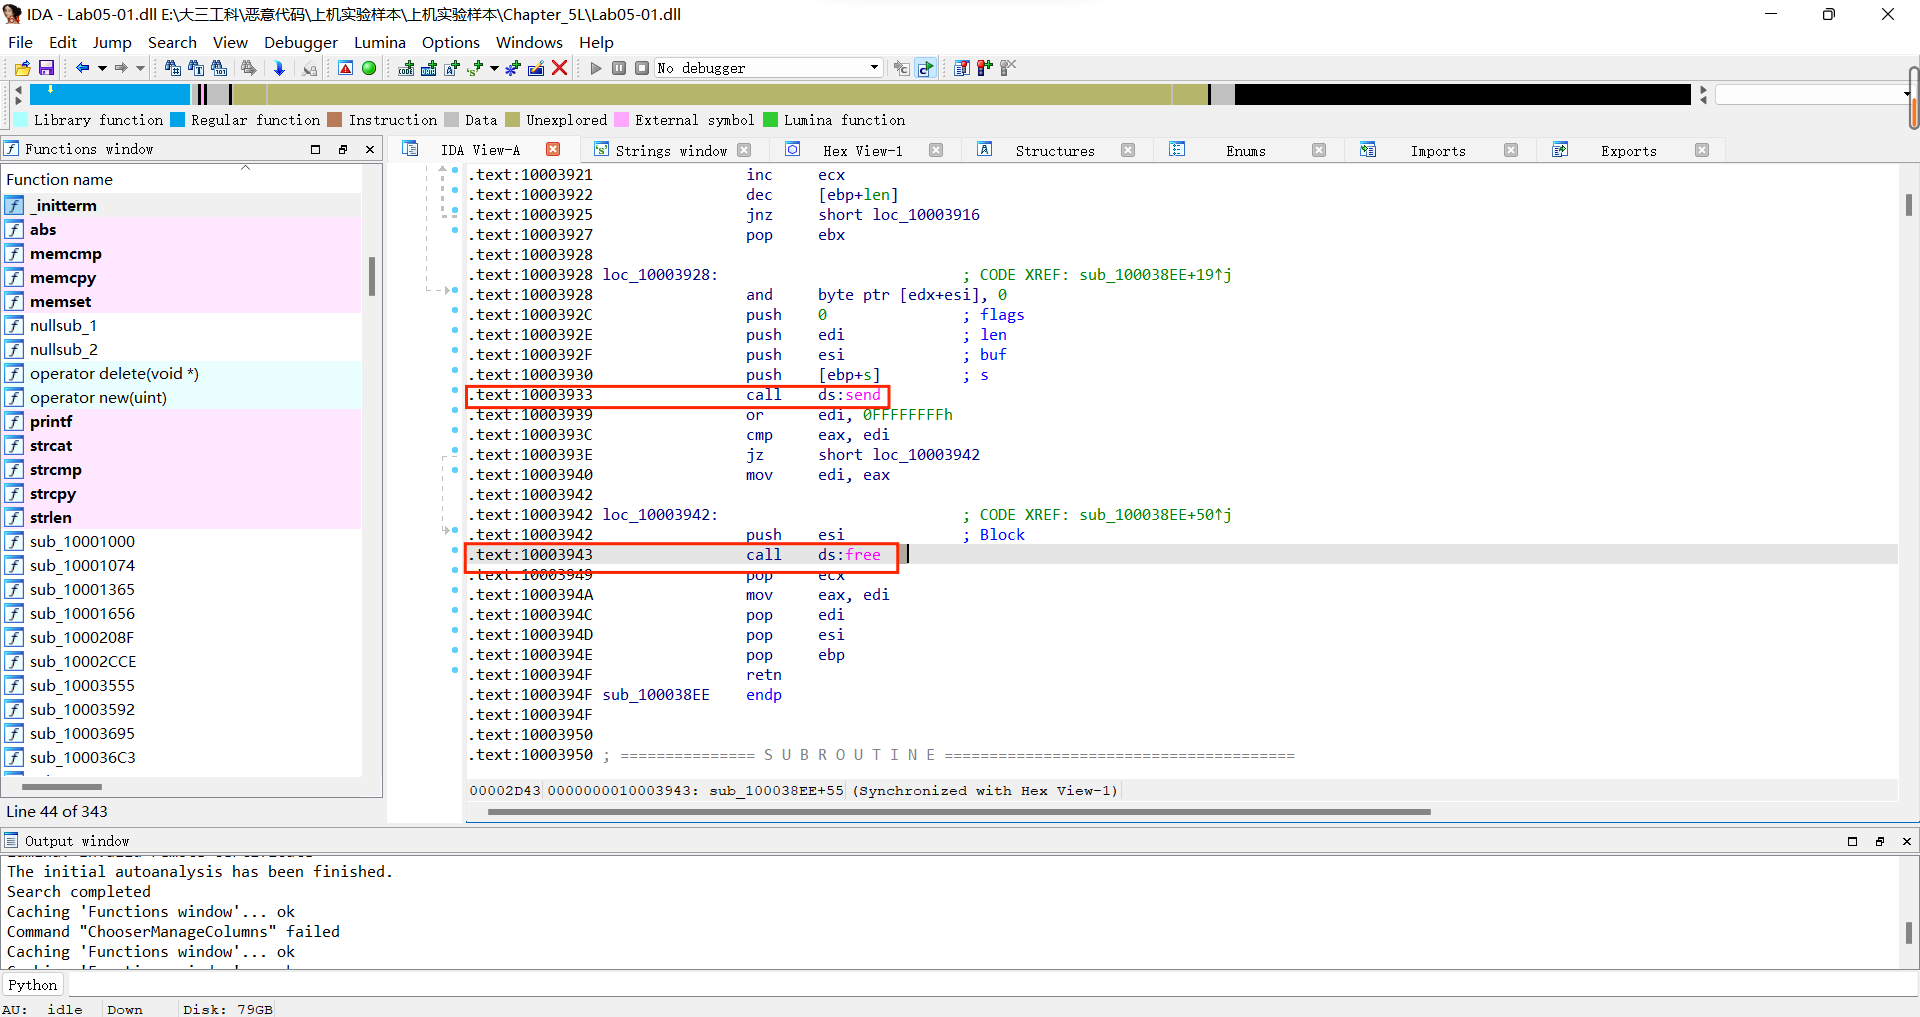 IDA - Lab05-01.dll E:\大三工科\恶意代码\上机实验样本\上机实验样本\Chapter_5L\Lab05-01.dll
File Edit Jump Search View Debugger Lumina Options Windows Help
No debugger
Library function Regular function Instruction Data Unexplored External symbol Lumina function
Functions window
IDA View-A Strings window Hex View-1 Structures Enums Imports Exports
Function name
_initterm
abs
memcmp
memcpy
memset
nullsub_1
nullsub_2
operator delete(void *)
operator new(uint)
printf
strcat
strcmp
strcpy
strlen
sub_10001000
sub_10001074
sub_10001365
sub_10001656
sub_1000208F
sub_10002CCE
sub_10003555
sub_10003592
sub_10003695
sub_100036C3
Line 44 of 343
.text:10003921 inc ecx
.text:10003922 dec [ebp+len]
.text:10003925 jnz short loc_10003916
.text:10003927 pop ebx
.text:10003928
.text:10003928 loc_10003928: ; CODE XREF: sub_100038EE+19↑j
.text:10003928 and byte ptr [edx+esi], 0
.text:1000392C push 0 ; flags
.text:1000392E push edi ; len
.text:1000392F push esi ; buf
.text:10003930 push [ebp+s] ; s
.text:10003933 call ds:send
.text:10003939 or edi, 0FFFFFFFFh
.text:1000393C cmp eax, edi
.text:1000393E jz short loc_10003942
.text:10003940 mov edi, eax
.text:10003942
.text:10003942 loc_10003942: ; CODE XREF: sub_100038EE+50↑j
.text:10003942 push esi ; Block
.text:10003943 call ds:free
.text:10003949 pop ecx
.text:1000394A mov eax, edi
.text:1000394C pop edi
.text:1000394D pop esi
.text:1000394E pop ebp
.text:1000394F retn
.text:1000394F sub_100038EE endp
.text:1000394F
.text:10003950
.text:10003950 ; =============== S U B R O U T I N E =======================================
00002D43 0000000010003943: sub_100038EE+55 (Synchronized with Hex View-1)
Output window
The initial autoanalysis has been finished.
Search completed
Caching 'Functions window'... ok
Command "ChooserManageColumns" failed
Caching 'Functions window'... ok
Python
AU: idle Down Disk: 79GB